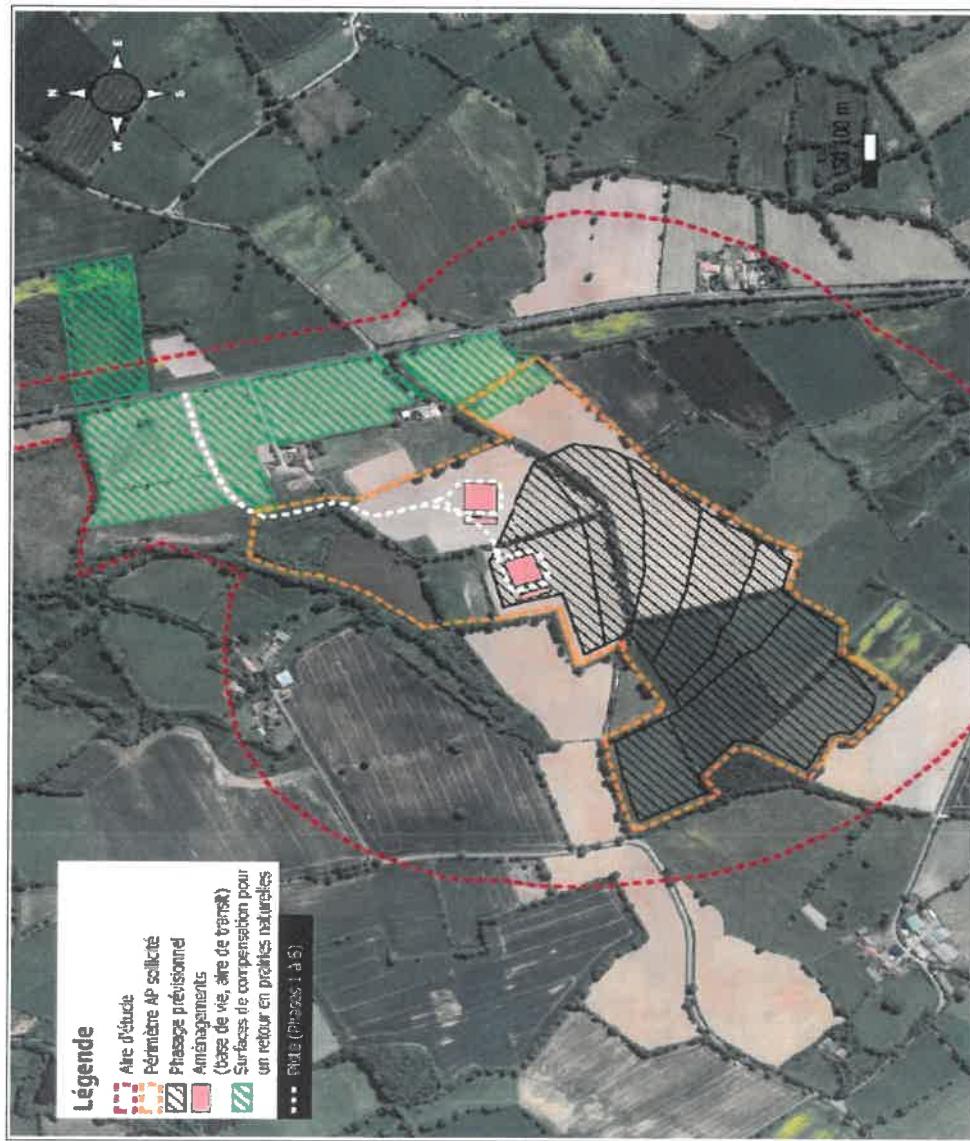 Légende
Aire d'étude
Périmètre AP sollicité
Phasage prévisionnel
Aménagements
(base de vie, aire de transit)
Surfaces de compensation pour
un retour en prairies naturelles
Piste (Phases 1 à 6)
N
E
S
W
100 m